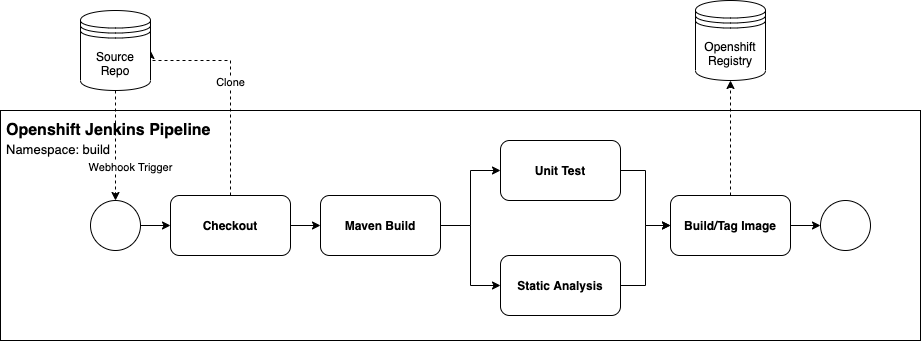 Source
Repo
Openshift
Registry
Clone
Openshift Jenkins Pipeline
Namespace: build
Webhook Trigger
Unit Test
Checkout
Maven Build
Build/Tag Image
Static Analysis